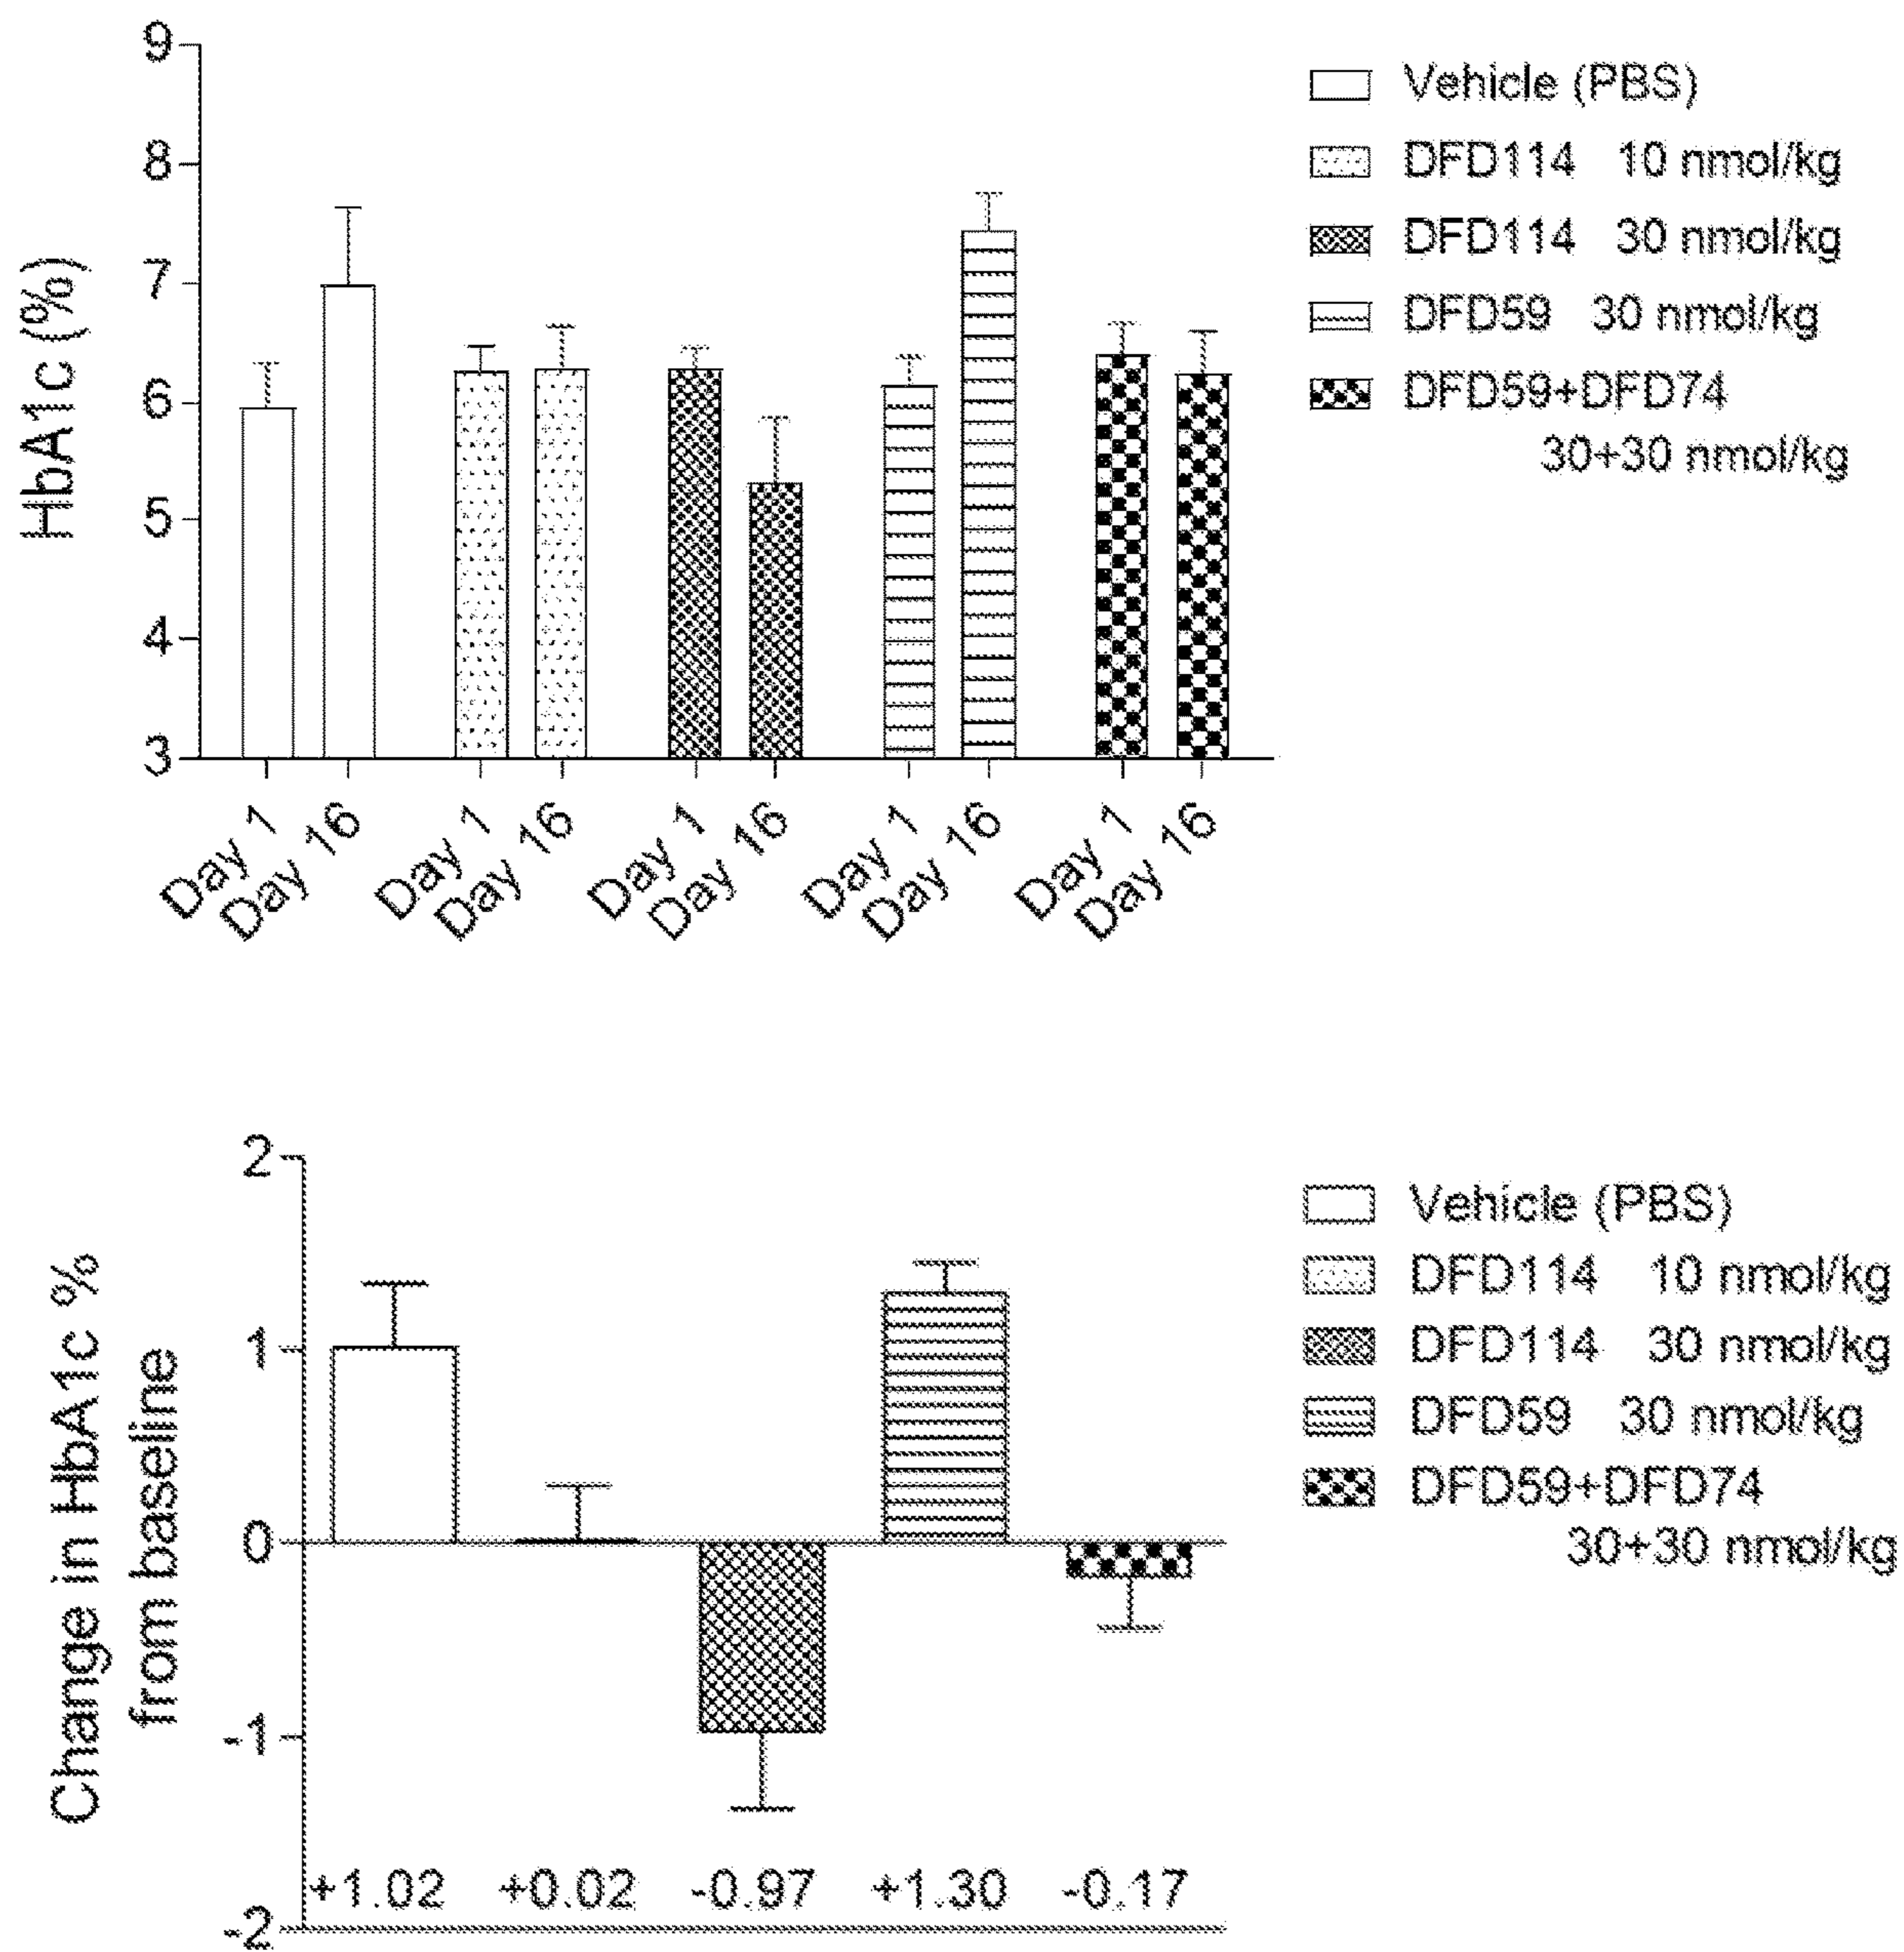 HbA1c (%)
9
8
7
6
5
4
3
Day 1
Day 16
Day 1
Day 16
Day 1
Day 16
Day 1
Day 16
Day 1
Day 16
Vehicle (PBS)
DFD114 10 nmol/kg
DFD114 30 nmol/kg
DFD59 30 nmol/kg
DFD59+DFD74
30+30 nmol/kg
Change in HbA1c %
from baseline
2
1
0
-1
-2
+1.02 +0.02 -0.97 +1.30 -0.17
Vehicle (PBS)
DFD114 10 nmol/kg
DFD114 30 nmol/kg
DFD59 30 nmol/kg
DFD59+DFD74
30+30 nmol/kg